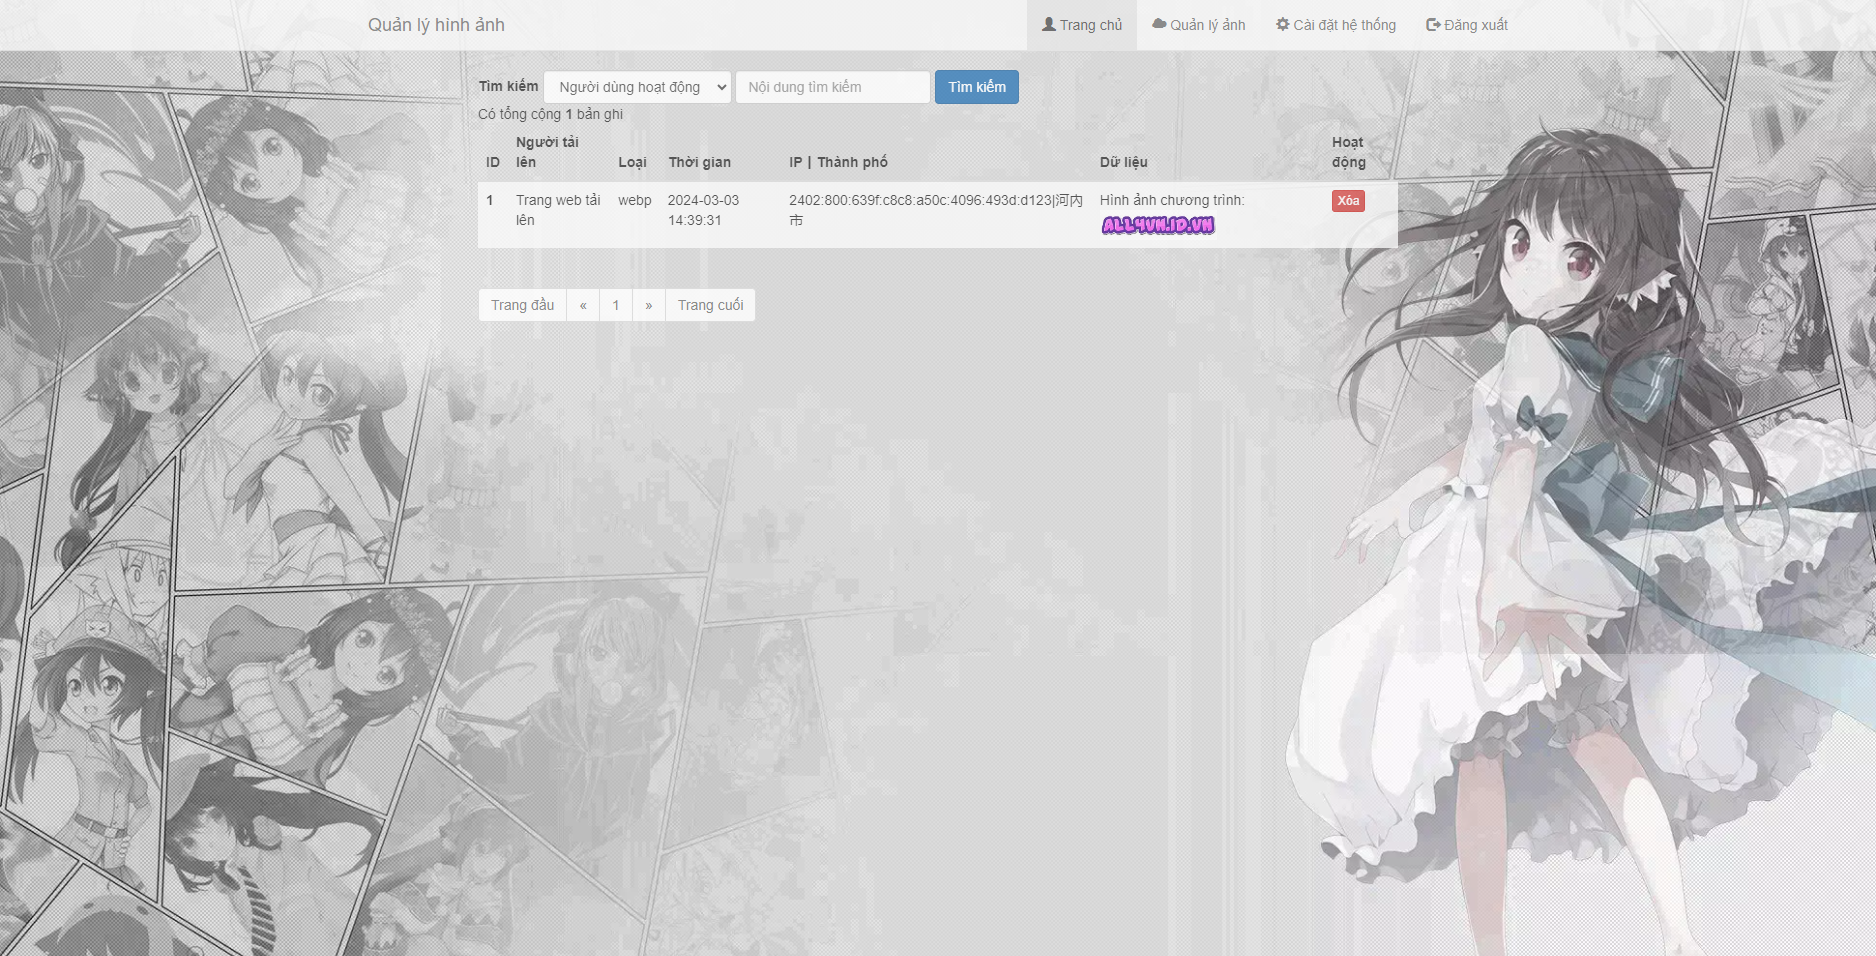 Quản lý hình ảnh
Trang chủ
Quản lý ảnh
Cài đặt hệ thống
Đăng xuất
Tìm kiếm
Người dùng hoạt động
Nội dung tìm kiếm
Tìm kiếm
Có tổng cộng 1 bản ghi
ID
Người tải
lên
Loại
Thời gian
IP | Thành phố
Dữ liệu
Hoạt
động
1
Trang web tải
lên
webp
2024-03-03
14:39:31
2402:800:639f:c8c8:a50c:4096:493d:d123|河内
市
Hình ảnh chương trình:
ALL4VN.ID.VN
Xóa
Trang đầu
«
1
»
Trang cuối